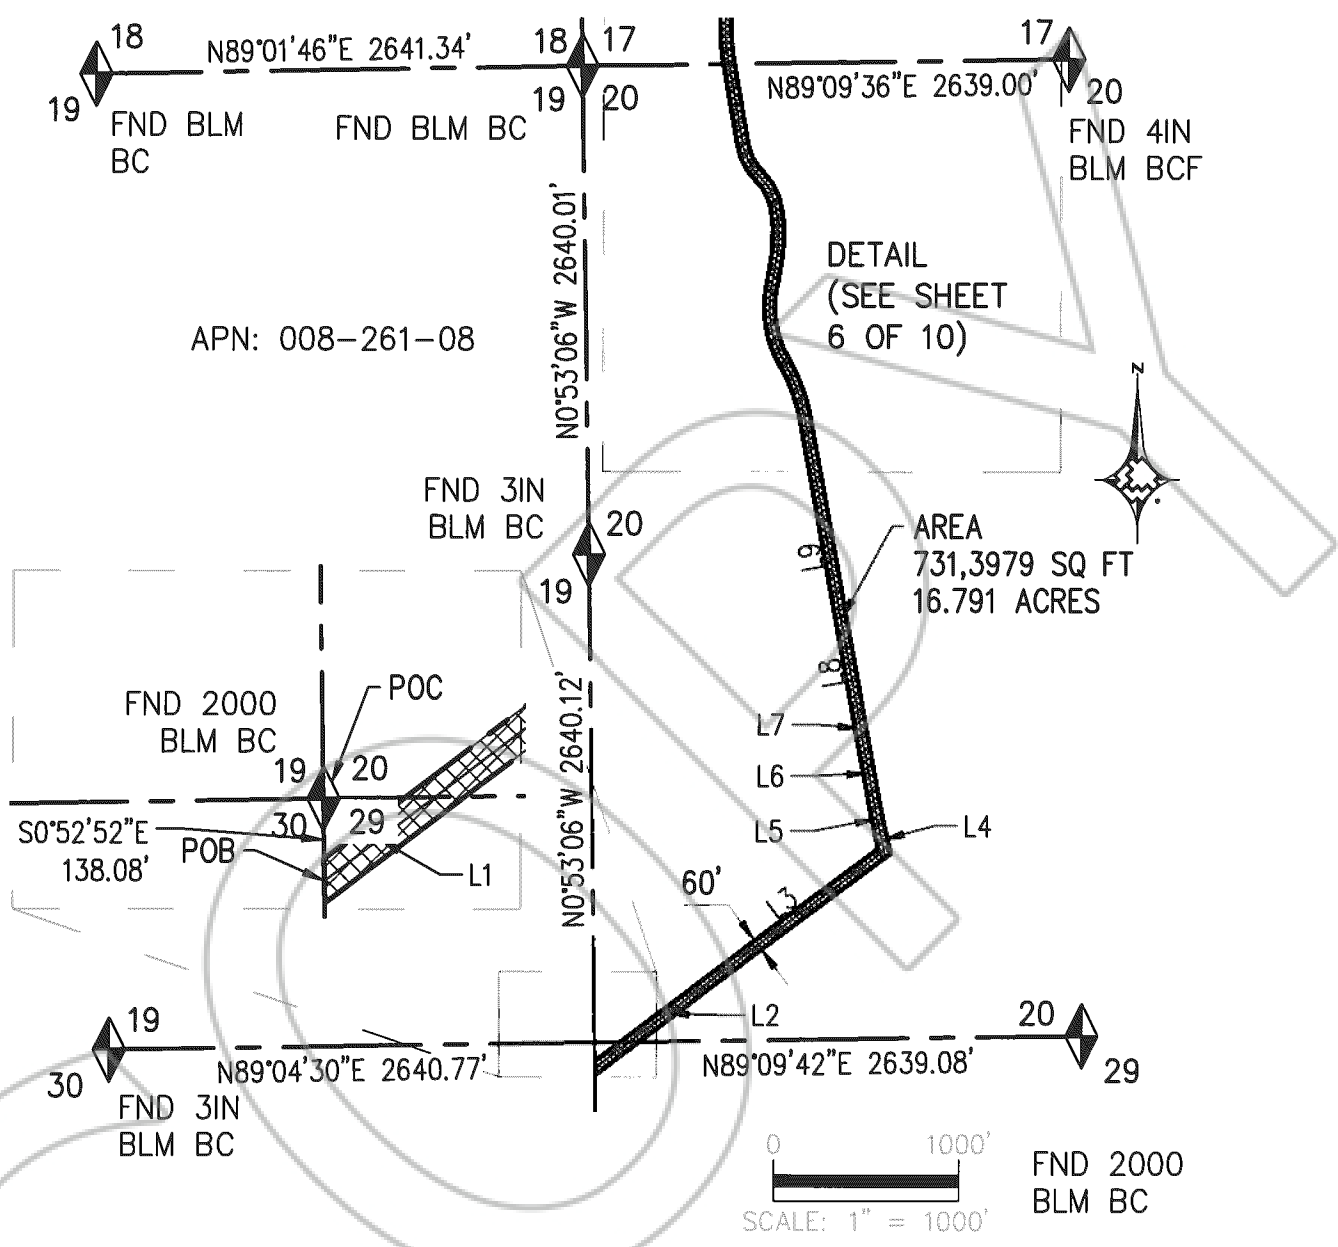 18
N89°01'46"E 2641.34'
18 17
17
19
19 20
N89°09'36"E 2639.00'
20
FND BLM
BC
FND BLM BC
FND 4IN
BLM BCF
N0°53'06"W 2640.01'
DETAIL
(SEE SHEET
6 OF 10)
APN: 008-261-08
N
FND 3IN
BLM BC
20
19
L9
AREA
731,3979 SQ FT
16.791 ACRES
L8
POC
FND 2000
BLM BC
N0°53'06"W 2640.12'
L7
19 20
L6
30 29
S0°52'52"E
138.08'
POB
L1
L5
L4
60'
L3
19
30
N89°04'30"E 2640.77'
L2
20
N89°09'42"E 2639.08'
29
FND 3IN
BLM BC
0 1000'
SCALE: 1" = 1000'
FND 2000
BLM BC
COPY